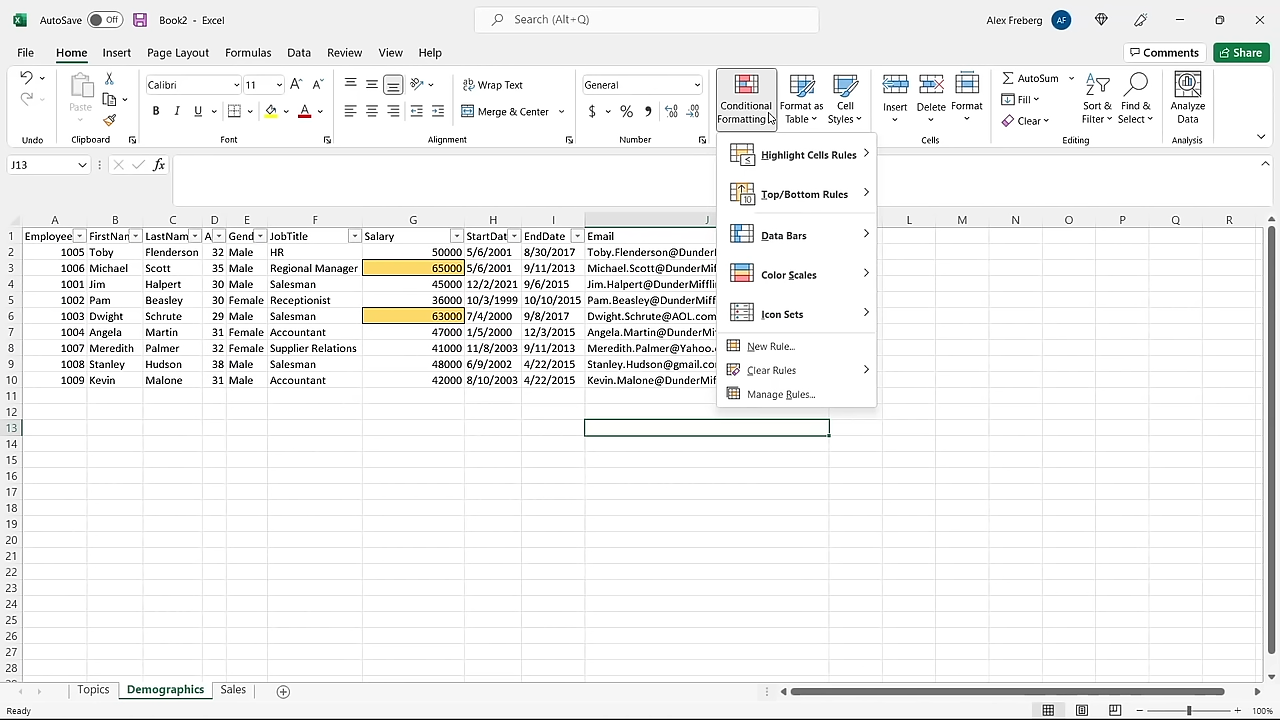 AutoSave Off Book2 - Excel Search (Alt+Q) Alex Freberg AF
File Home Insert Page Layout Formulas Data Review View Help Comments Share
Undo
Paste
Clipboard
Calibri 11
B I U
Font
Wrap Text
Merge & Center
Alignment
General
$ % ,
Number
Conditional Formatting
Format as Table
Cell Styles
Insert Delete Format
Cells
AutoSum
Fill
Clear
Sort & Filter
Find & Select
Editing
Analyze Data
Analysis
J13 fx
Highlight Cells Rules
Top/Bottom Rules
Data Bars
Color Scales
Icon Sets
New Rule...
Clear Rules
Manage Rules...
A B C D E F G H I J L M N O P Q R
1 Employee FirstNan LastNam A Gend JobTitle Salary StartDat EndDate Email
2 1005 Toby Flenderson 32 Male HR 50000 5/6/2001 8/30/2017 Toby.Flenderson@Dunder
3 1006 Michael Scott 35 Male Regional Manager 65000 5/6/2001 9/11/2013 Michael.Scott@DunderMif
4 1001 Jim Halpert 30 Male Salesman 45000 12/2/2021 9/6/2015 Jim.Halpert@DunderMiffl
5 1002 Pam Beasley 30 Female Receptionist 36000 10/3/1999 10/10/2015 Pam.Beasley@DunderMiffl
6 1003 Dwight Schrute 29 Male Salesman 63000 7/4/2000 9/8/2017 Dwight.Schrute@AOL.com
7 1004 Angela Martin 31 Female Accountant 47000 1/5/2000 12/3/2015 Angela.Martin@DunderMi
8 1007 Meredith Palmer 32 Female Supplier Relations 41000 11/8/2003 9/11/2013 Meredith.Palmer@Yahoo.
9 1008 Stanley Hudson 38 Male Salesman 48000 6/9/2002 4/22/2015 Stanley.Hudson@gmail.co
10 1009 Kevin Malone 31 Male Accountant 42000 8/10/2003 4/22/2015 Kevin.Malone@DunderMif
11
12
13
14
15
16
17
18
19
20
21
22
23
24
25
26
27
28
Topics Demographics Sales
Ready 100%